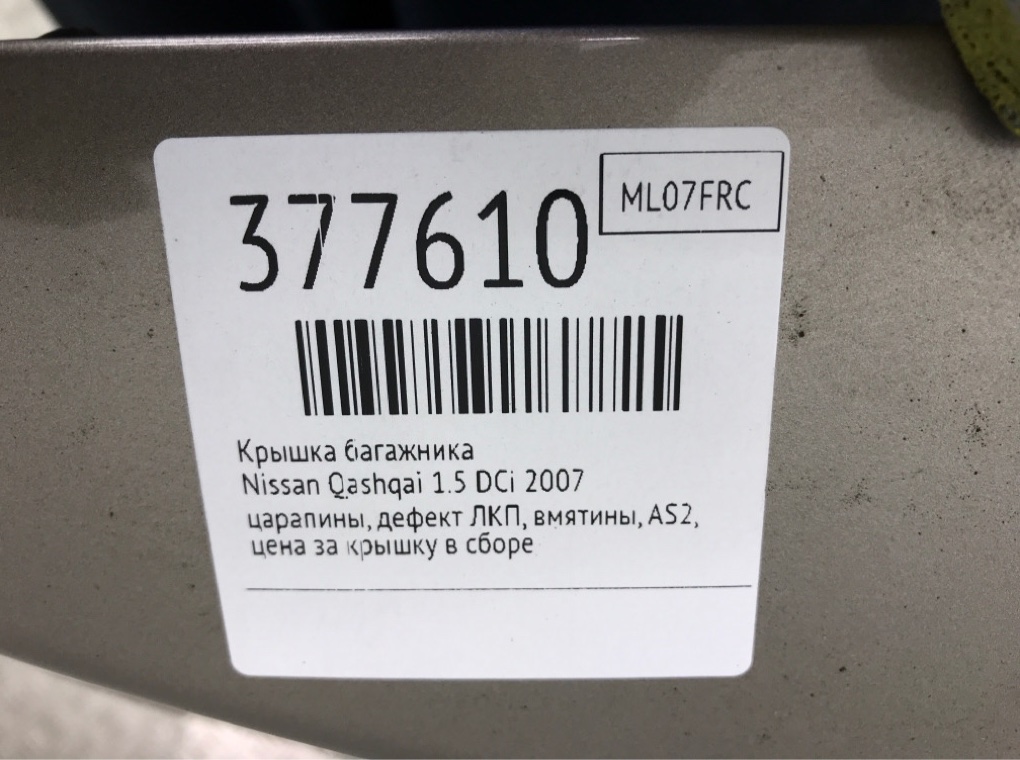 377610
ML07FRC
Крышка багажника
Nissan Qashqai 1.5 DCi 2007
царапины, дефект ЛКП, вмятины, AS2,
цена за крышку в сборе